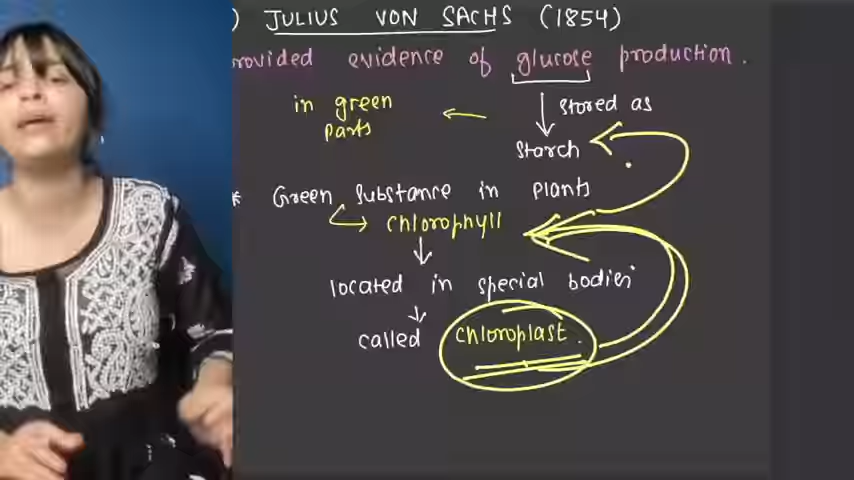 ) JULIUS VON SACHS (1854)
rovided evidence of glucose production.
in green parts
stored as
starch
* Green substance in plants
chlorophyll
located in special bodies
called chloroplast.